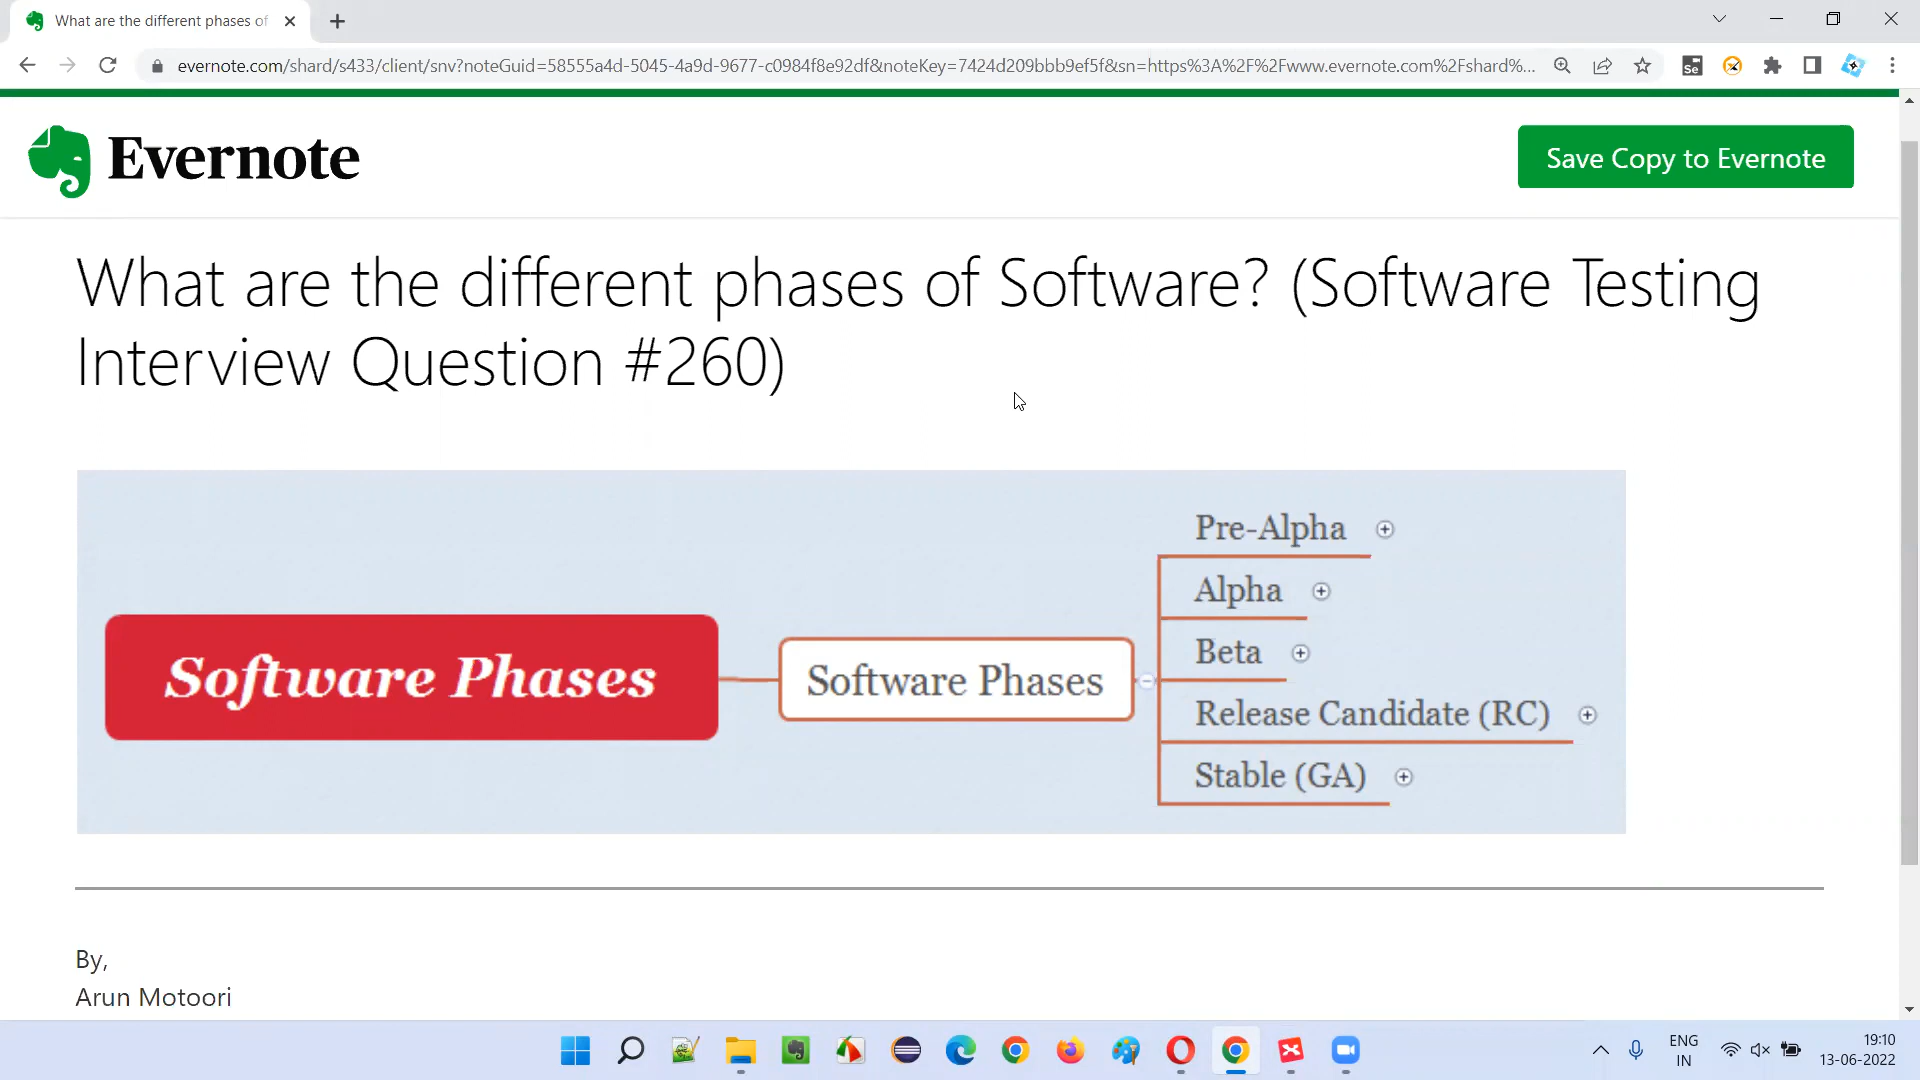 What are the different phases of
evernote.com/shard/s433/client/snv?noteGuid=58555a4d-5045-4a9d-9677-c0984f8e92df&noteKey=7424d209bbb9ef5f&sn=https%3A%2F%2Fwww.evernote.com%2Fshard%...
Se
Evernote
Save Copy to Evernote
What are the different phases of Software? (Software Testing
Interview Question #260)
Pre-Alpha
Alpha
Beta
Software Phases
Software Phases
Release Candidate (RC)
Stable (GA)
By,
Arun Motoori
ENG
IN
19:10
13-06-2022